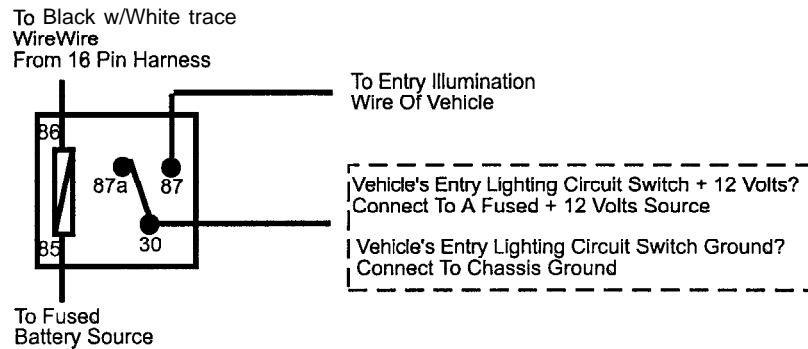 To Black w/White trace
WireWire
From 16 Pin Harness
To Entry Illumination
Wire Of Vehicle
86
87a
87
Vehicle's Entry Lighting Circuit Switch + 12 Volts?
Connect To A Fused + 12 Volts Source
85
30
Vehicle's Entry Lighting Circuit Switch Ground?
Connect To Chassis Ground
To Fused
Battery Source